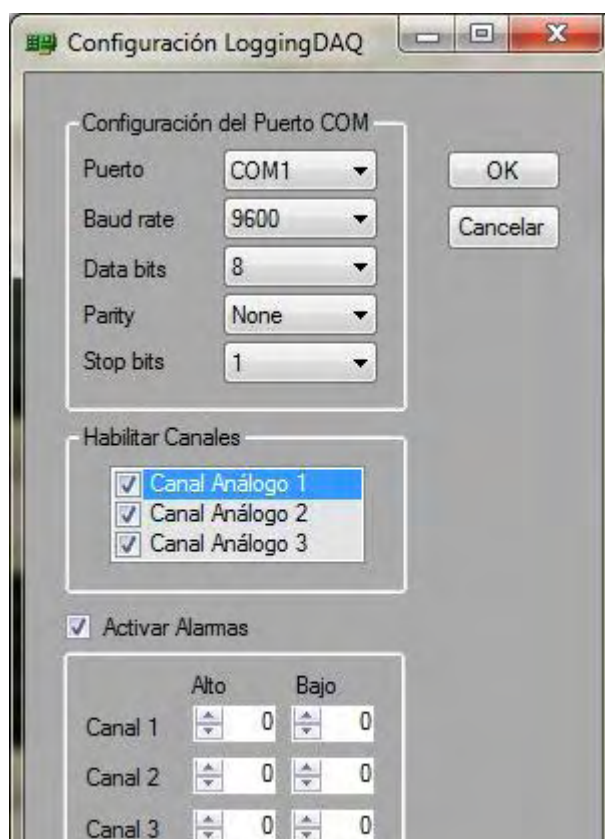 Configuración LoggingDAQ
Configuración del Puerto COM
Puerto COM1
OK
Baud rate 9600
Cancelar
Data bits 8
Parity None
Stop bits 1
Habilitar Canales
Canal Análogo 1
Canal Análogo 2
Canal Análogo 3
Activar Alarmas
Alto Bajo
Canal 1 0 0
Canal 2 0 0
Canal 3 0 0